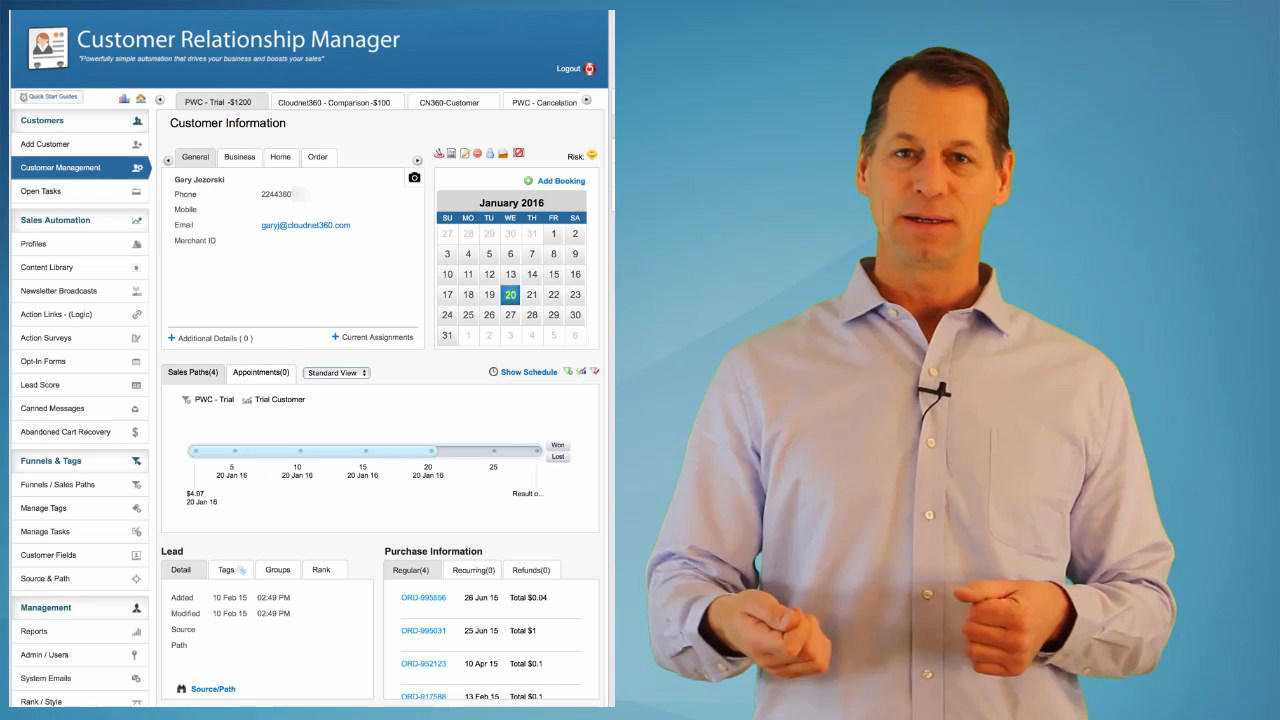 Customer Relationship Manager
"Powerfully simple automation that drives your business and boosts your sales"
Logout
Quick Start Guides
PWC - Trial -$1200
Cloudnet360 - Comparison -$100
CN360-Customer
PWC - Cancelation
Customers
Add Customer
Customer Management
Open Tasks
Sales Automation
Profiles
Content Library
Newsletter Broadcasts
Action Links - (Logic)
Action Surveys
Opt-In Forms
Lead Score
Canned Messages
Abandoned Cart Recovery
$
Funnels & Tags
Funnels / Sales Paths
Manage Tags
Manage Tasks
Customer Fields
Source & Path
Management
Reports
Admin / Users
System Emails
Rank / Style
Customer Information
General Business Home Order
Risk:
Gary Jezorski
Phone 2244360
Mobile
Email garyj@cloudnet360.com
Merchant ID
Additional Details ( 0 )
Current Assignments
Add Booking
January 2016
SU MO TU WE TH FR SA
27 28 29 30 31 1 2
3 4 5 6 7 8 9
10 11 12 13 14 15 16
17 18 19 20 21 22 23
24 25 26 27 28 29 30
31 1 2 3 4 5 6
Sales Paths(4) Appointments(0) Standard View
Show Schedule
PWC - Trial Trial Customer
Won
Lost
5 10 15 20 25
20 Jan 16 20 Jan 16 20 Jan 16 20 Jan 16
$4.97
20 Jan 16
Result o...
Lead
Detail Tags Groups Rank
Added 10 Feb 15 02:49 PM
Modified 10 Feb 15 02:49 PM
Source
Path
Source/Path
Purchase Information
Regular(4) Recurring(0) Refunds(0)
ORD-995556 26 Jun 15 Total $0.04
ORD-995031 25 Jun 15 Total $1
ORD-952123 10 Apr 15 Total $0.1
ORD-917588 13 Feb 15 Total $0.1